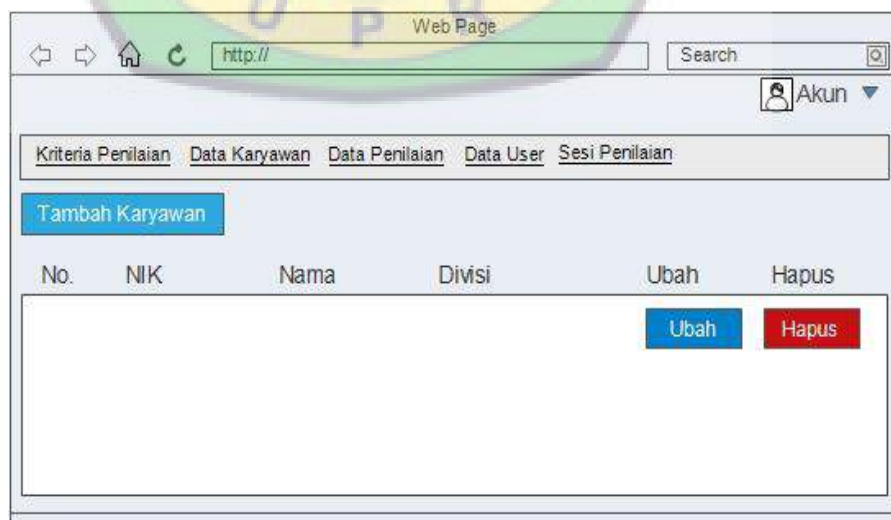 U P B
Web Page
http:// Search
Akun
Kriteria Penilaian Data Karyawan Data Penilaian Data User Sesi Penilaian
Tambah Karyawan
No. NIK Nama Divisi Ubah Hapus
Ubah Hapus